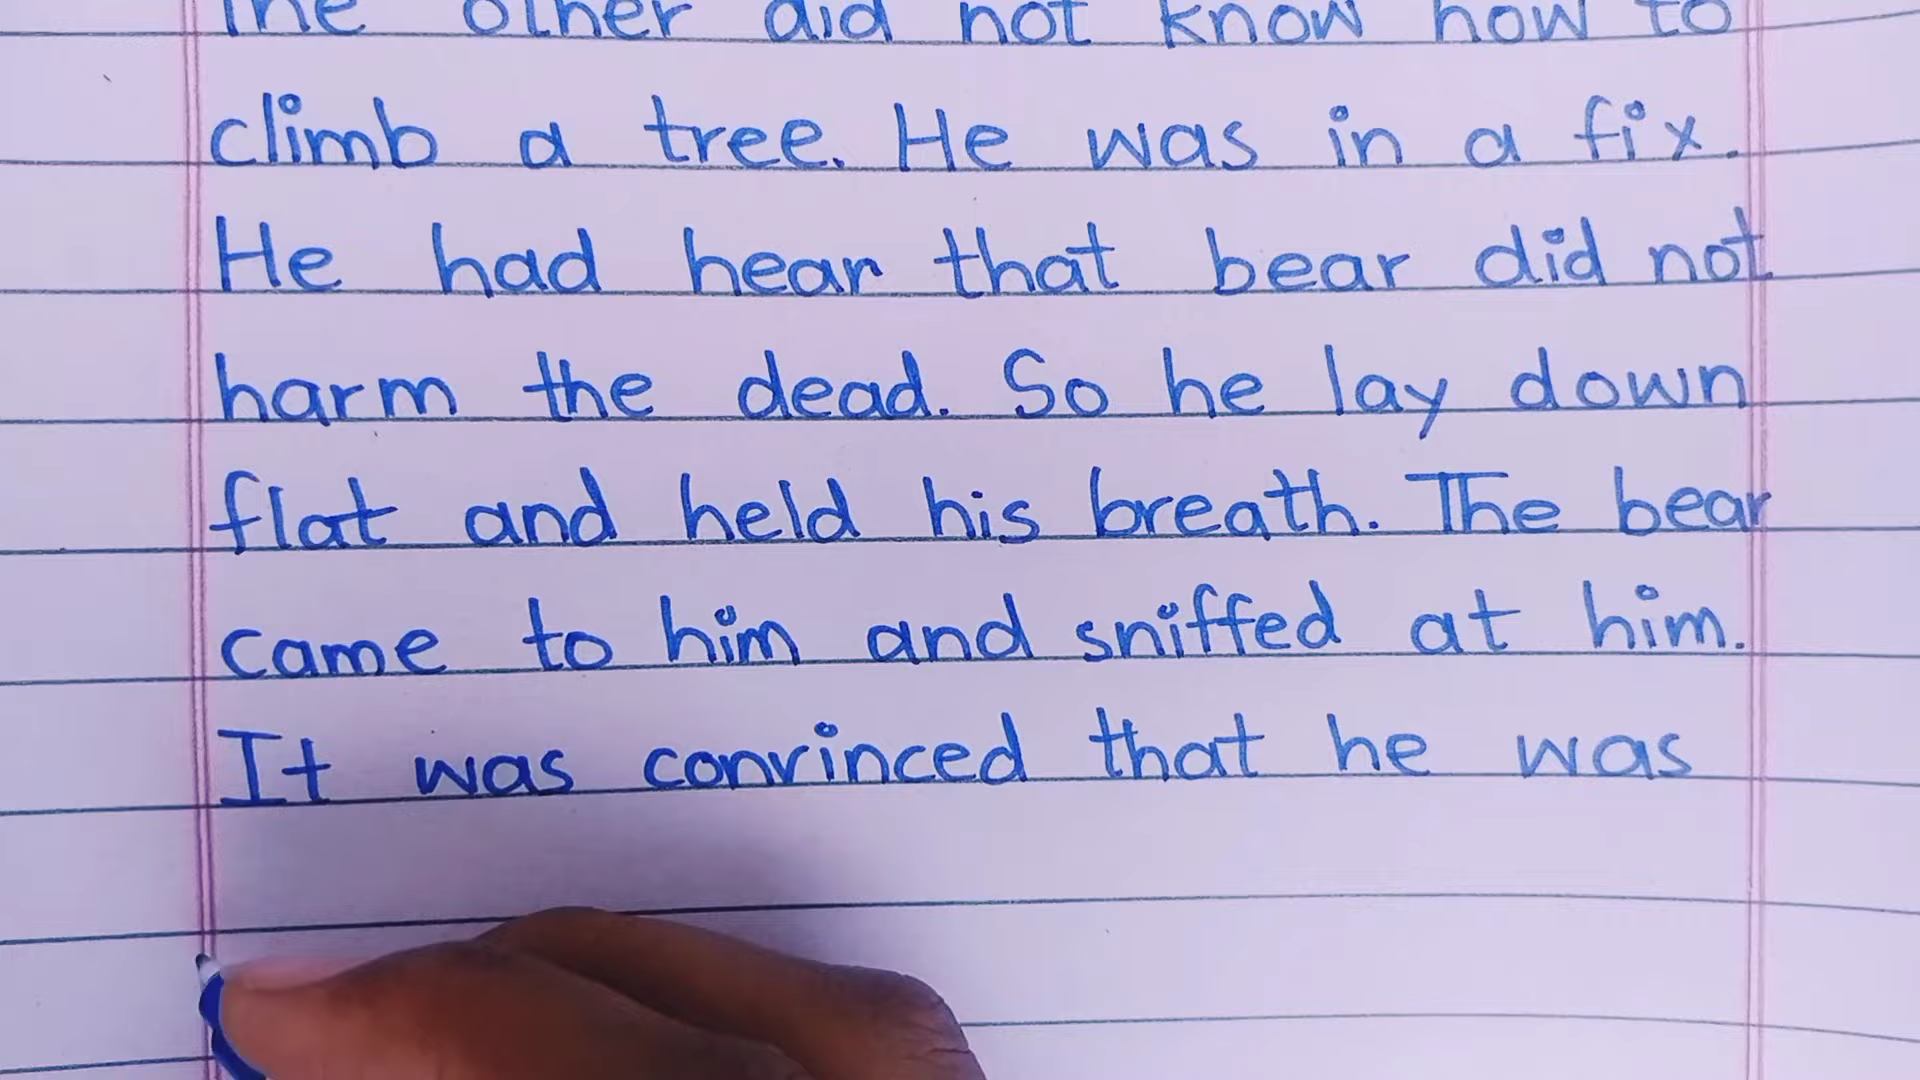 The other did not know how to
climb a tree. He was in a fix.
He had hear that bear did not
harm the dead. So he lay down
flat and held his breath. The bear
came to him and sniffed at him.
It was convinced that he was